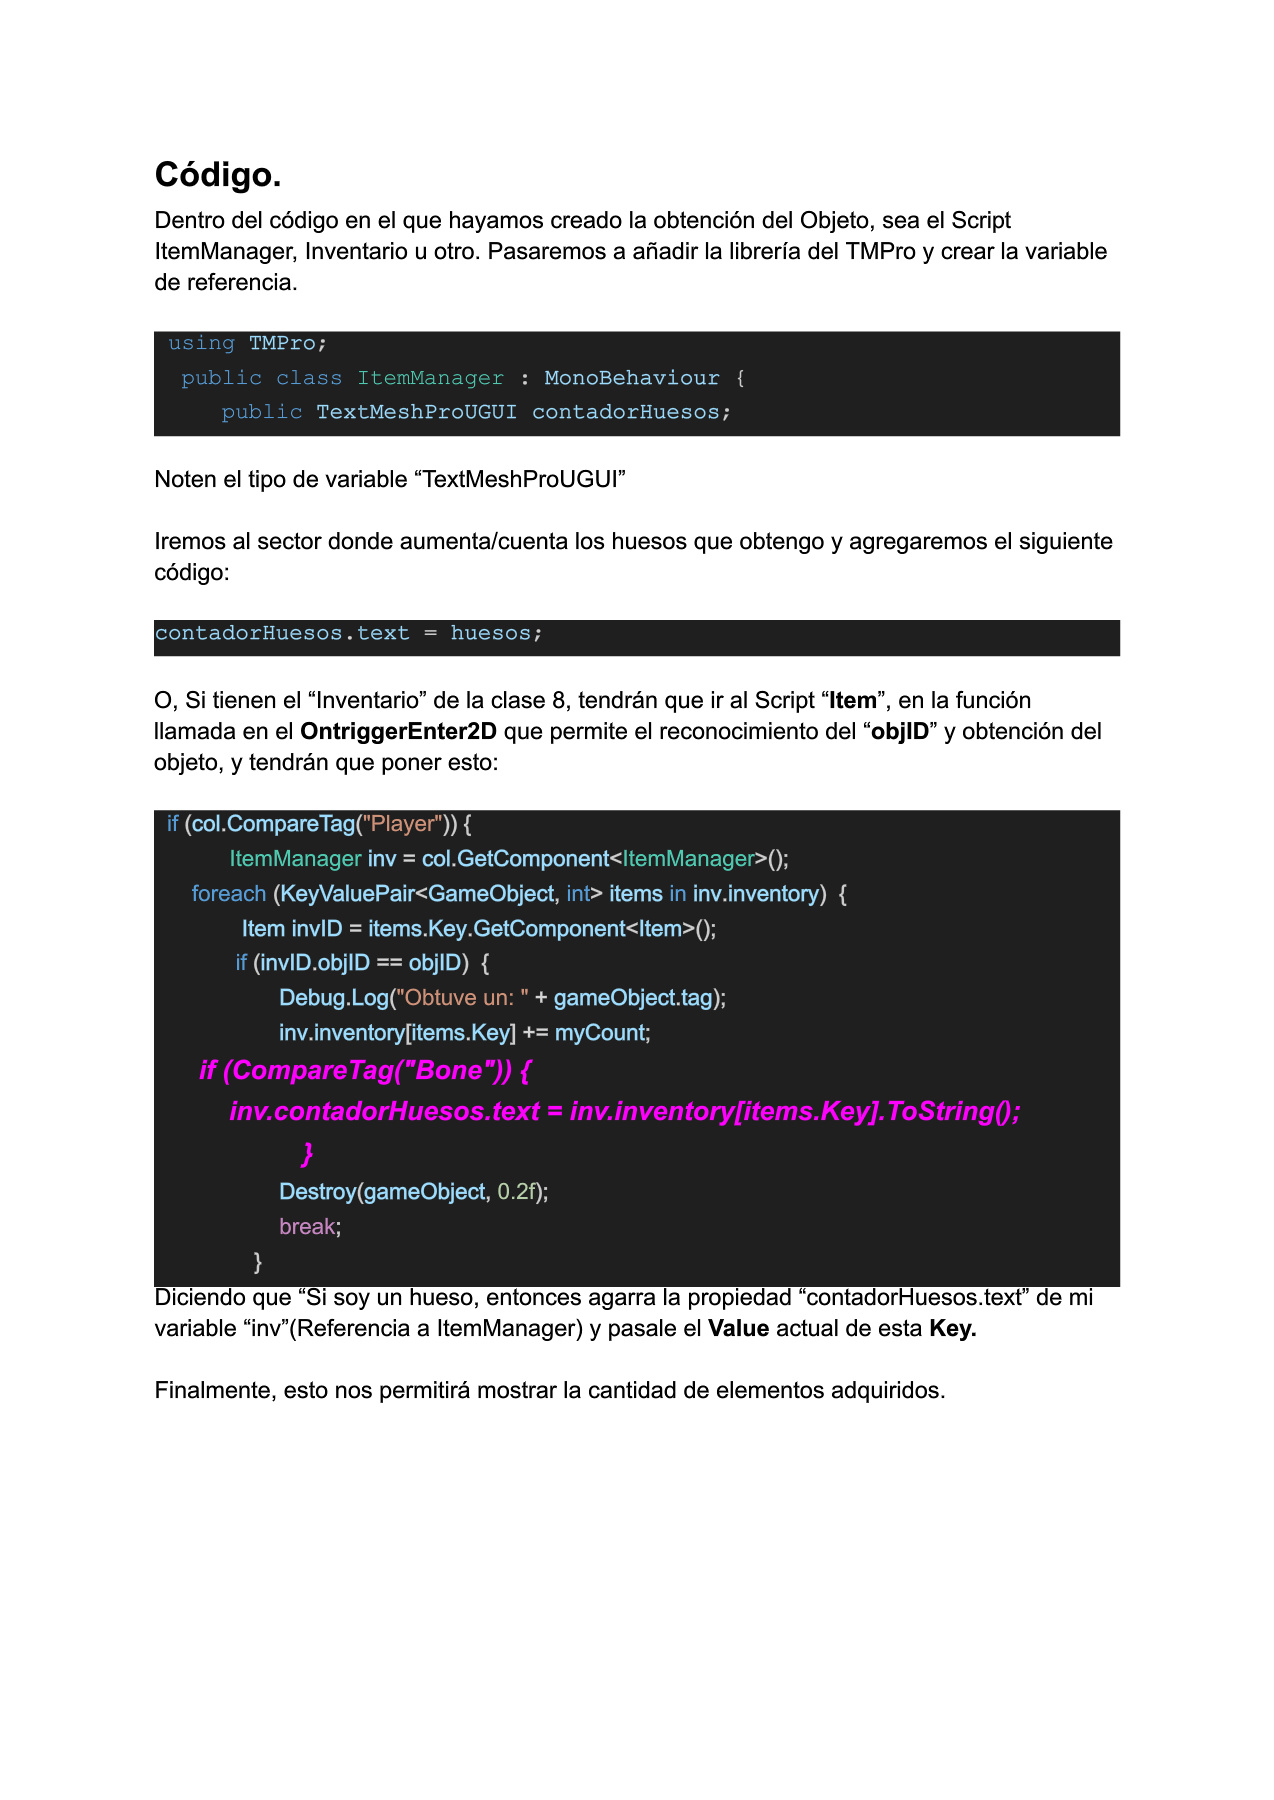 Código.
Dentro del código en el que hayamos creado la obtención del Objeto, sea el Script
ItemManager, Inventario u otro. Pasaremos a añadir la librería del TMPro y crear la variable
de referencia.
using TMPro;
public class ItemManager : MonoBehaviour {
public TextMeshProUGUI contadorHuesos;
Noten el tipo de variable “TextMeshProUGUI”
Iremos al sector donde aumenta/cuenta los huesos que obtengo y agregaremos el siguiente
código:
contadorHuesos.text = huesos;
O, Si tienen el “Inventario” de la clase 8, tendrán que ir al Script “Item”, en la función
llamada en el OntriggerEnter2D que permite el reconocimiento del “objID” y obtención del
objeto, y tendrán que poner esto:
if (col.CompareTag("Player")) {
ItemManager inv = col.GetComponent<ItemManager>();
foreach (KeyValuePair<GameObject, int> items in inv.inventory) {
Item invID = items.Key.GetComponent<Item>();
if (invID.objID == objID) {
Debug.Log("Obtuve un: " + gameObject.tag);
inv.inventory[items.Key] += myCount;
if (CompareTag("Bone")) {
inv.contadorHuesos.text = inv.inventory[items.Key].ToString();
}
Destroy(gameObject, 0.2f);
break;
}
Diciendo que “Si soy un hueso, entonces agarra la propiedad “contadorHuesos.text” de mi
variable “inv”(Referencia a ItemManager) y pasale el Value actual de esta Key.
Finalmente, esto nos permitirá mostrar la cantidad de elementos adquiridos.